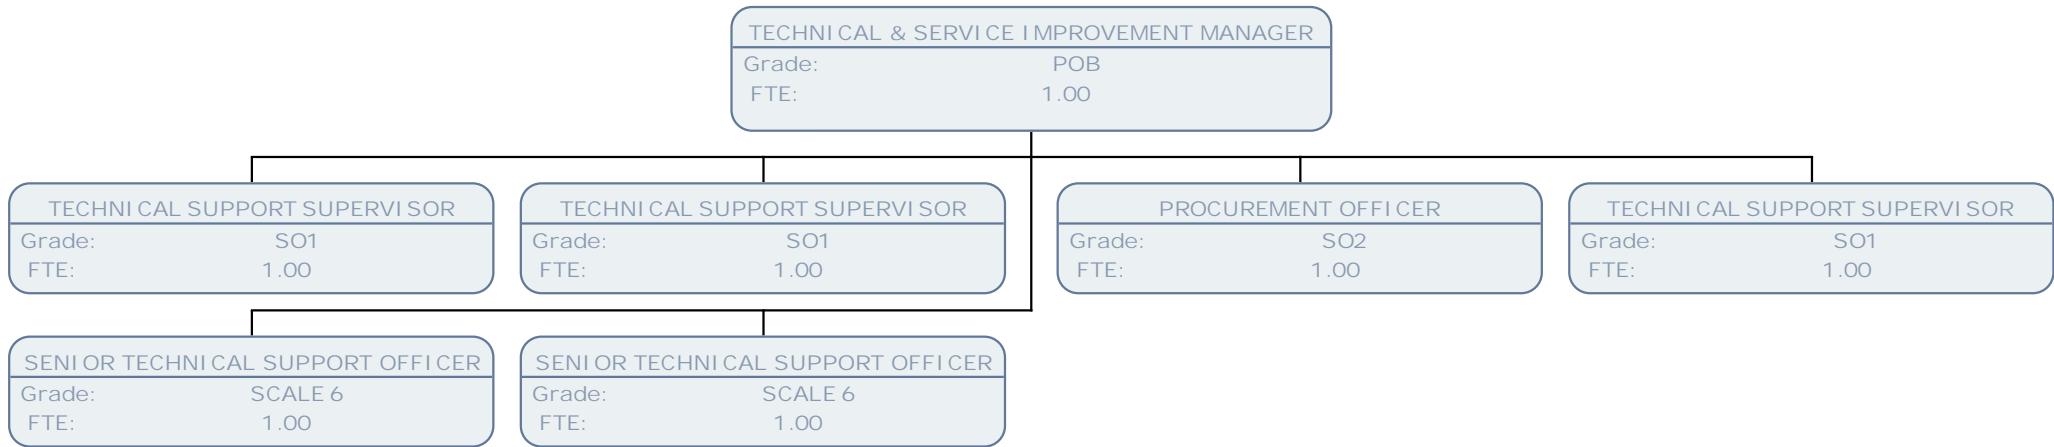 TECHNICAL & SERVICE IMPROVEMENT MANAGER
Grade: POB
FTE: 1.00
TECHNICAL SUPPORT SUPERVISOR
Grade: SO1
FTE: 1.00
TECHNICAL SUPPORT SUPERVISOR
Grade: SO1
FTE: 1.00
PROCUREMENT OFFICER
Grade: SO2
FTE: 1.00
TECHNICAL SUPPORT SUPERVISOR
Grade: SO1
FTE: 1.00
SENIOR TECHNICAL SUPPORT OFFICER
Grade: SCALE 6
FTE: 1.00
SENIOR TECHNICAL SUPPORT OFFICER
Grade: SCALE 6
FTE: 1.00